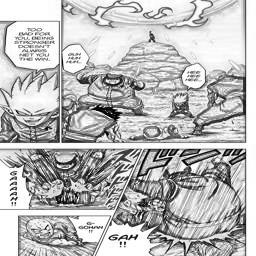 TOO
BAD FOR
YOU, BEING
STRONGER
DOESN'T
ALWAYS
NET YOU
THE WIN.
GUH
HUH
HUH...
HEE
HEE
HEE...
GAAAH
!!
G-
GOHAN
!!
GAH
!!